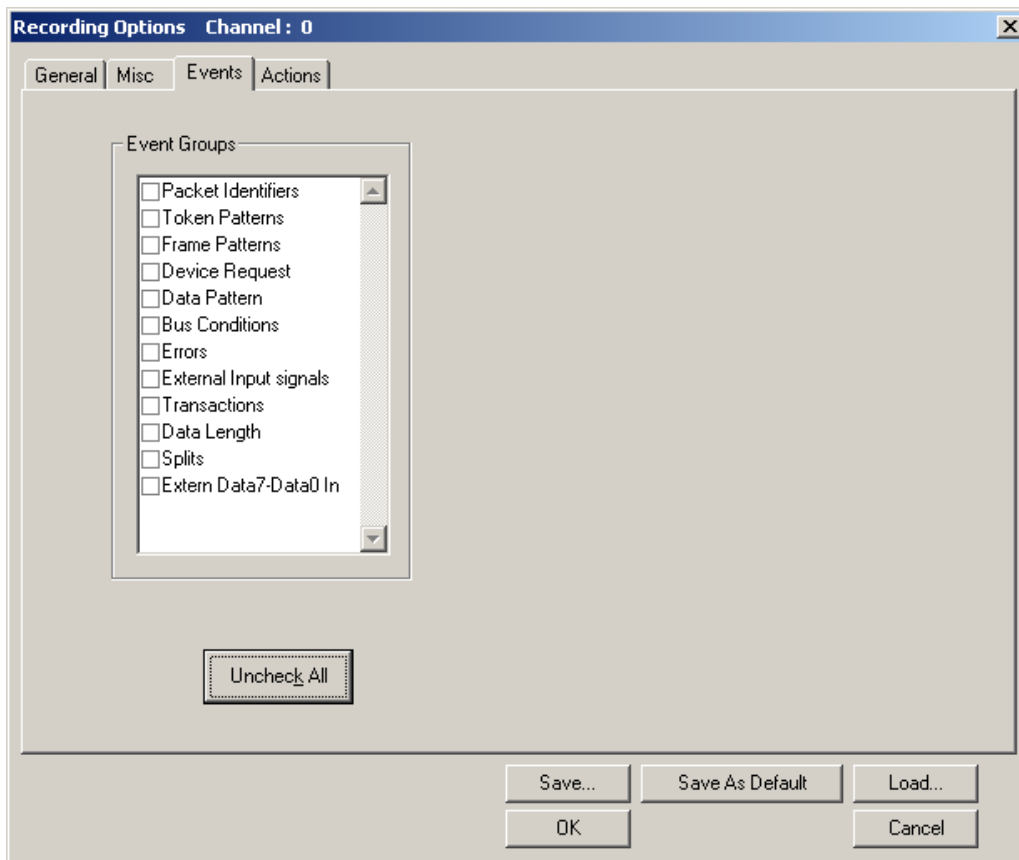 Recording Options Channel : 0
General Misc Events Actions
Event Groups
Packet Identifiers
Token Patterns
Frame Patterns
Device Request
Data Pattern
Bus Conditions
Errors
External Input signals
Transactions
Data Length
Splits
Extern Data7-Data0 In
Uncheck All
Save... Save As Default Load...
OK Cancel